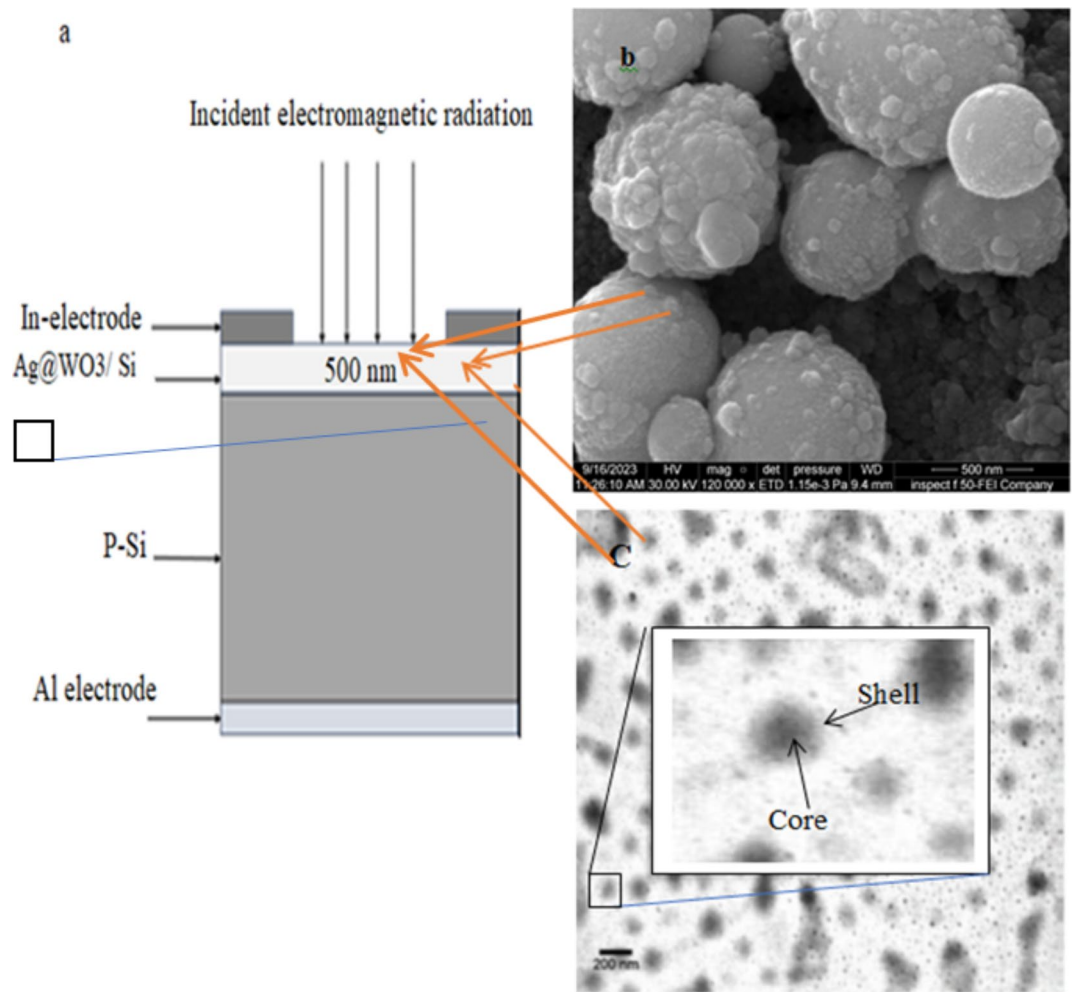 a
Incident electromagnetic radiation
In-electrode
Ag@WO3/ Si
500 nm
P-Si
Al electrode
b
9/16/2023 HV mag det pressure WD 500 nm
11:26:10 AM 30.00 kV 120 000 x ETD 1.15e-3 Pa 9.4 mm inspect f 50-FEI Company
C
Shell
Core
200 nm